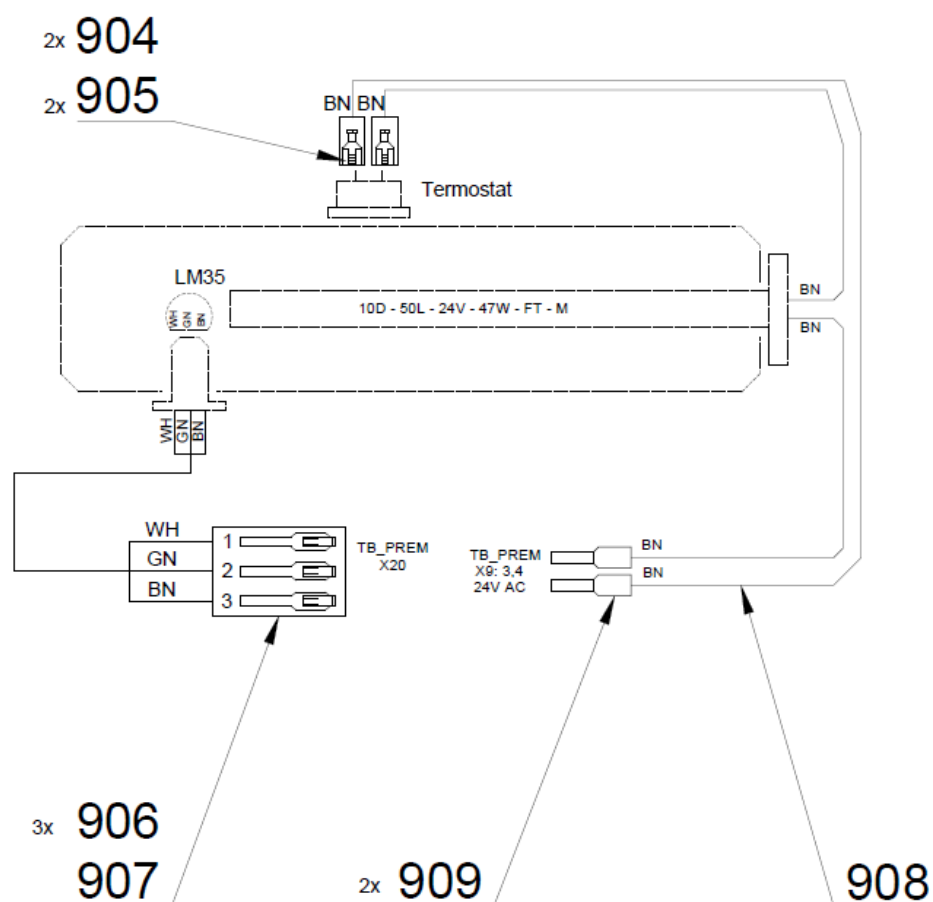 2x 904
2x 905
BN BN
Termostat
LM35
WH
GN
BN
10D - 50L - 24V - 47W - FT - M
BN
BN
WH
GN
BN
WH
GN
BN
1
2
3
TB_PREM
X20
TB_PREM
X9: 3,4
24V AC
BN
BN
3x 906
907
2x 909
908